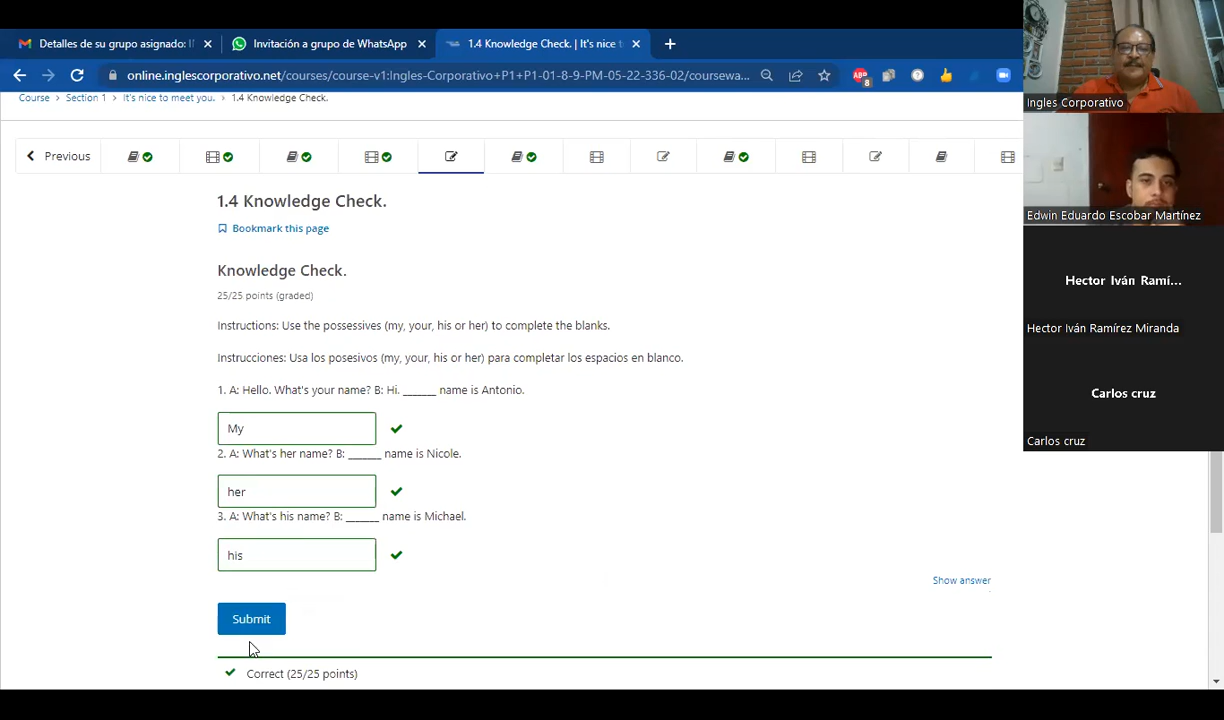 Detalles de su grupo asignado: I
Invitación a grupo de WhatsApp
1.4 Knowledge Check. | It's nice t
online.inglescorporativo.net/courses/course-v1:Ingles-Corporativo+P1+P1-01-8-9-PM-05-22-336-02/coursewa...
ABP
8
Course > Section 1 > It's nice to meet you. > 1.4 Knowledge Check.
Previous
1.4 Knowledge Check.
Bookmark this page
Knowledge Check.
25/25 points (graded)
Instructions: Use the possessives (my, your, his or her) to complete the blanks.
Instrucciones: Usa los posesivos (my, your, his or her) para completar los espacios en blanco.
1. A: Hello. What's your name? B: Hi. _______ name is Antonio.
My
2. A: What's her name? B: _______ name is Nicole.
her
3. A: What's his name? B: _______ name is Michael.
his
Show answer
Submit
Correct (25/25 points)
Ingles Corporativo
Edwin Eduardo Escobar Martínez
Hector Iván Ramí...
Hector Iván Ramírez Miranda
Carlos cruz
Carlos cruz